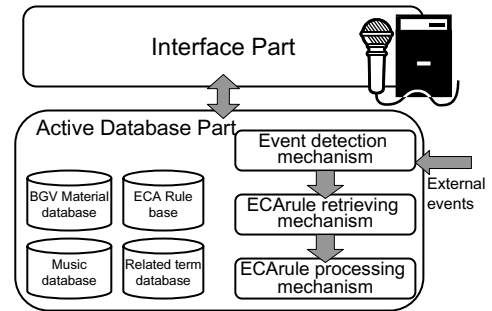 Interface Part
Active Database Part
Event detection
mechanism
External
events
BGV Material
database
ECA Rule
base
ECArule retrieving
mechanism
Music
database
Related term
database
ECArule processing
mechanism